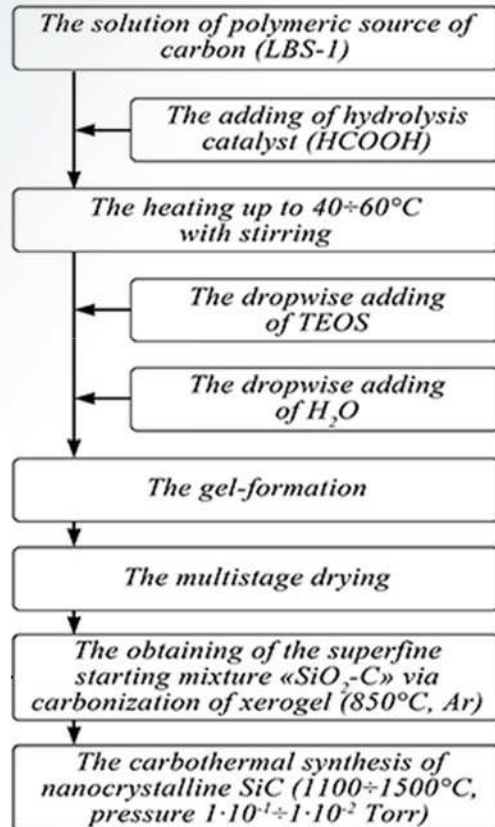 The solution of polymeric source of
carbon (LBS-1)
The adding of hydrolysis
catalyst (HCOOH)
The heating up to 40÷60°C
with stirring
The dropwise adding
of TEOS
The dropwise adding
of H₂O
The gel-formation
The multistage drying
The obtaining of the superfine
starting mixture «SiO₂-C» via
carbonization of xerogel (850°C, Ar)
The carbothermal synthesis of
nanocrystalline SiC (1100÷1500°C,
pressure 1·10⁻¹÷1·10⁻² Torr)